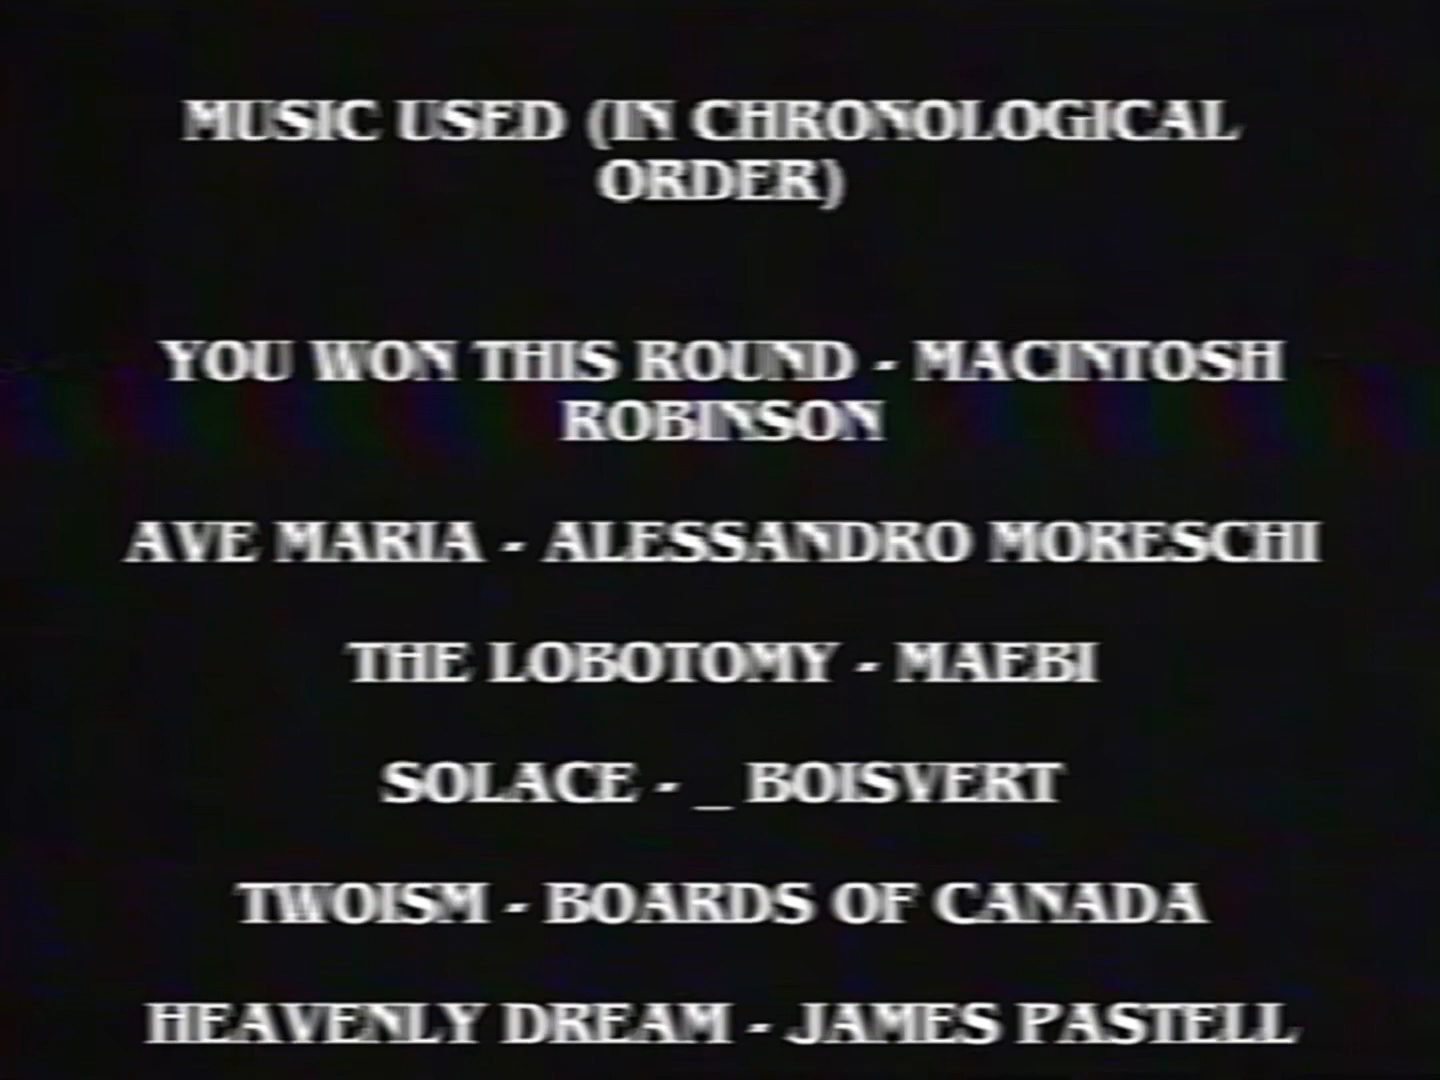 MUSIC USED (IN CHRONOLOGICAL
ORDER)
YOU WON THIS ROUND - MACINTOSH
ROBINSON
AVE MARIA - ALESSANDRO MORESCHI
THE LOBOTOMY - MAEBI
SOLACE - _ BOISVERT
TWOISM - BOARDS OF CANADA
HEAVENLY DREAM - JAMES PASTELL